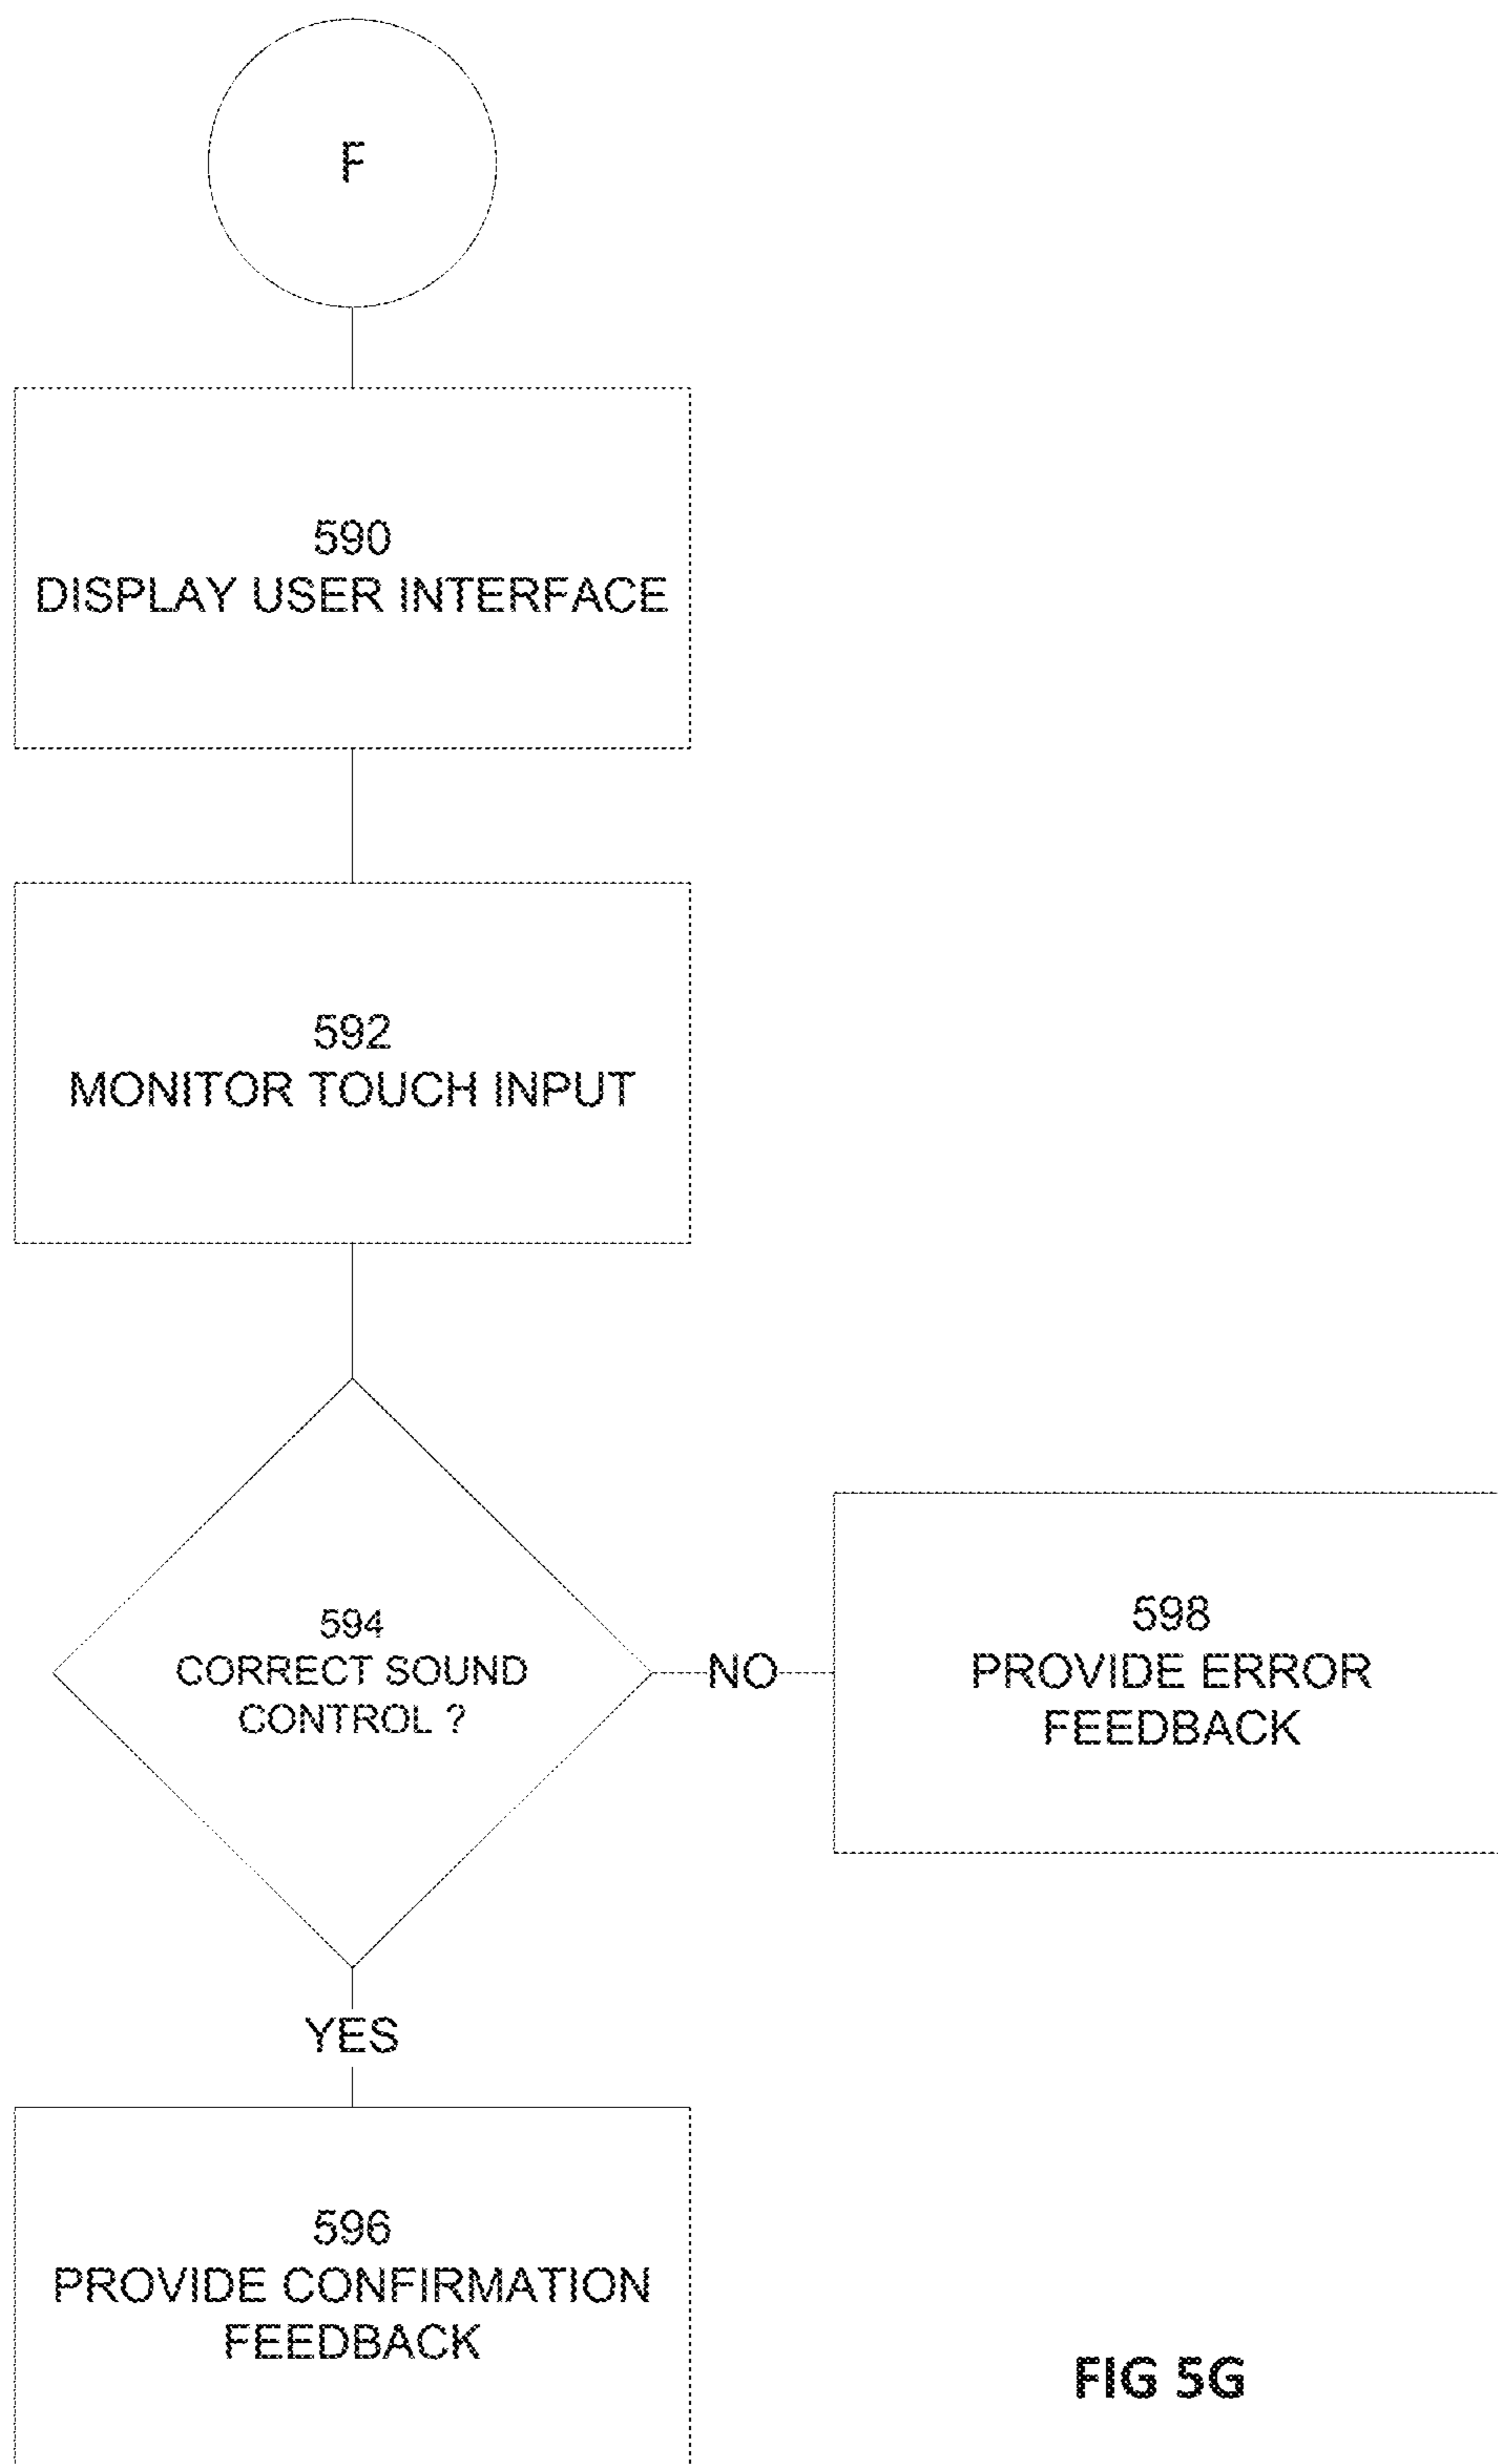 F
590
DISPLAY USER INTERFACE
592
MONITOR TOUCH INPUT
594
CORRECT SOUND
CONTROL ?
NO
598
PROVIDE ERROR
FEEDBACK
YES
596
PROVIDE CONFIRMATION
FEEDBACK
FIG 5G